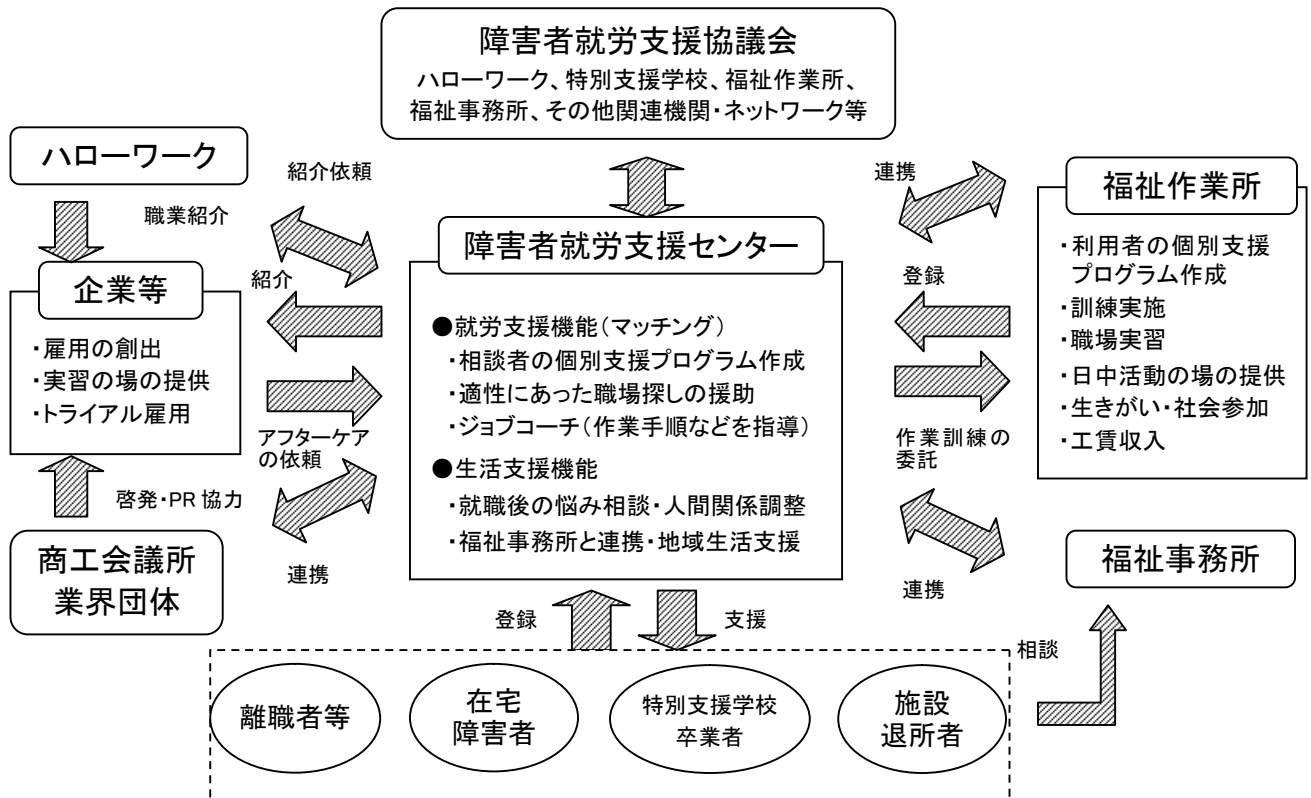 障害者就労支援協議会
ハローワーク、特別支援学校、福祉作業所、
福祉事務所、その他関連機関・ネットワーク等
ハローワーク
職業紹介
紹介依頼
連携
企業等
・雇用の創出
・実習の場の提供
・トライアル雇用
紹介
アフターケア
の依頼
啓発・PR 協力
商工会議所
業界団体
連携
障害者就労支援センター
●就労支援機能（マッチング）
・相談者の個別支援プログラム作成
・適性にあった職場探しの援助
・ジョブコーチ（作業手順などを指導）
●生活支援機能
・就職後の悩み相談・人間関係調整
・福祉事務所と連携・地域生活支援
登録
作業訓練の
委託
連携
福祉作業所
・利用者の個別支援
プログラム作成
・訓練実施
・職場実習
・日中活動の場の提供
・生きがい・社会参加
・工賃収入
福祉事務所
登録
支援
相談
離職者等
在宅
障害者
特別支援学校
卒業者
施設
退所者